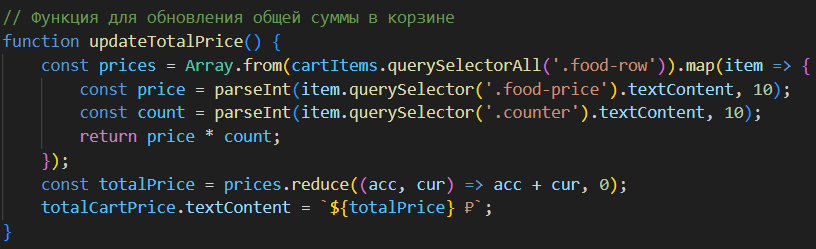 // Функция для обновления общей суммы в корзине
function updateTotalPrice() {
    const prices = Array.from(cartItems.querySelectorAll('.food-row')).map(item => {
        const price = parseInt(item.querySelector('.food-price').textContent, 10);
        const count = parseInt(item.querySelector('.counter').textContent, 10);
        return price * count;
    });
    const totalPrice = prices.reduce((acc, cur) => acc + cur, 0);
    totalCartPrice.textContent = `${totalPrice} ₽`;
}